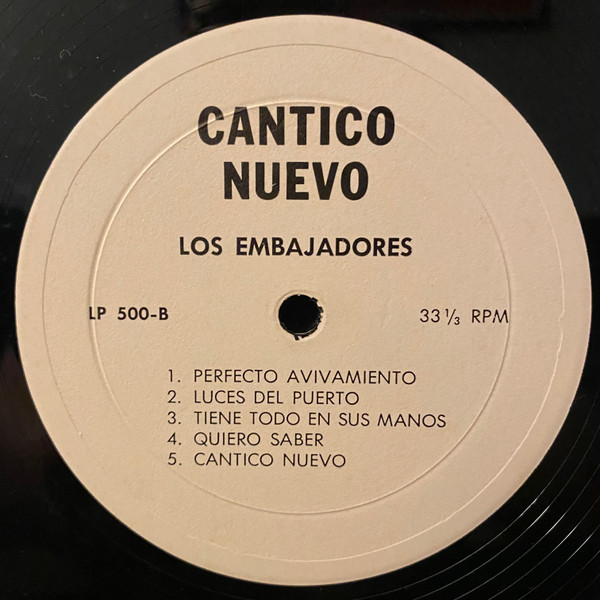 CANTICO
NUEVO
LOS EMBAJADORES
LP 500-B
33 ⅓ RPM
1. PERFECTO AVIVAMIENTO
2. LUCES DEL PUERTO
3. TIENE TODO EN SUS MANOS
4. QUIERO SABER
5. CANTICO NUEVO